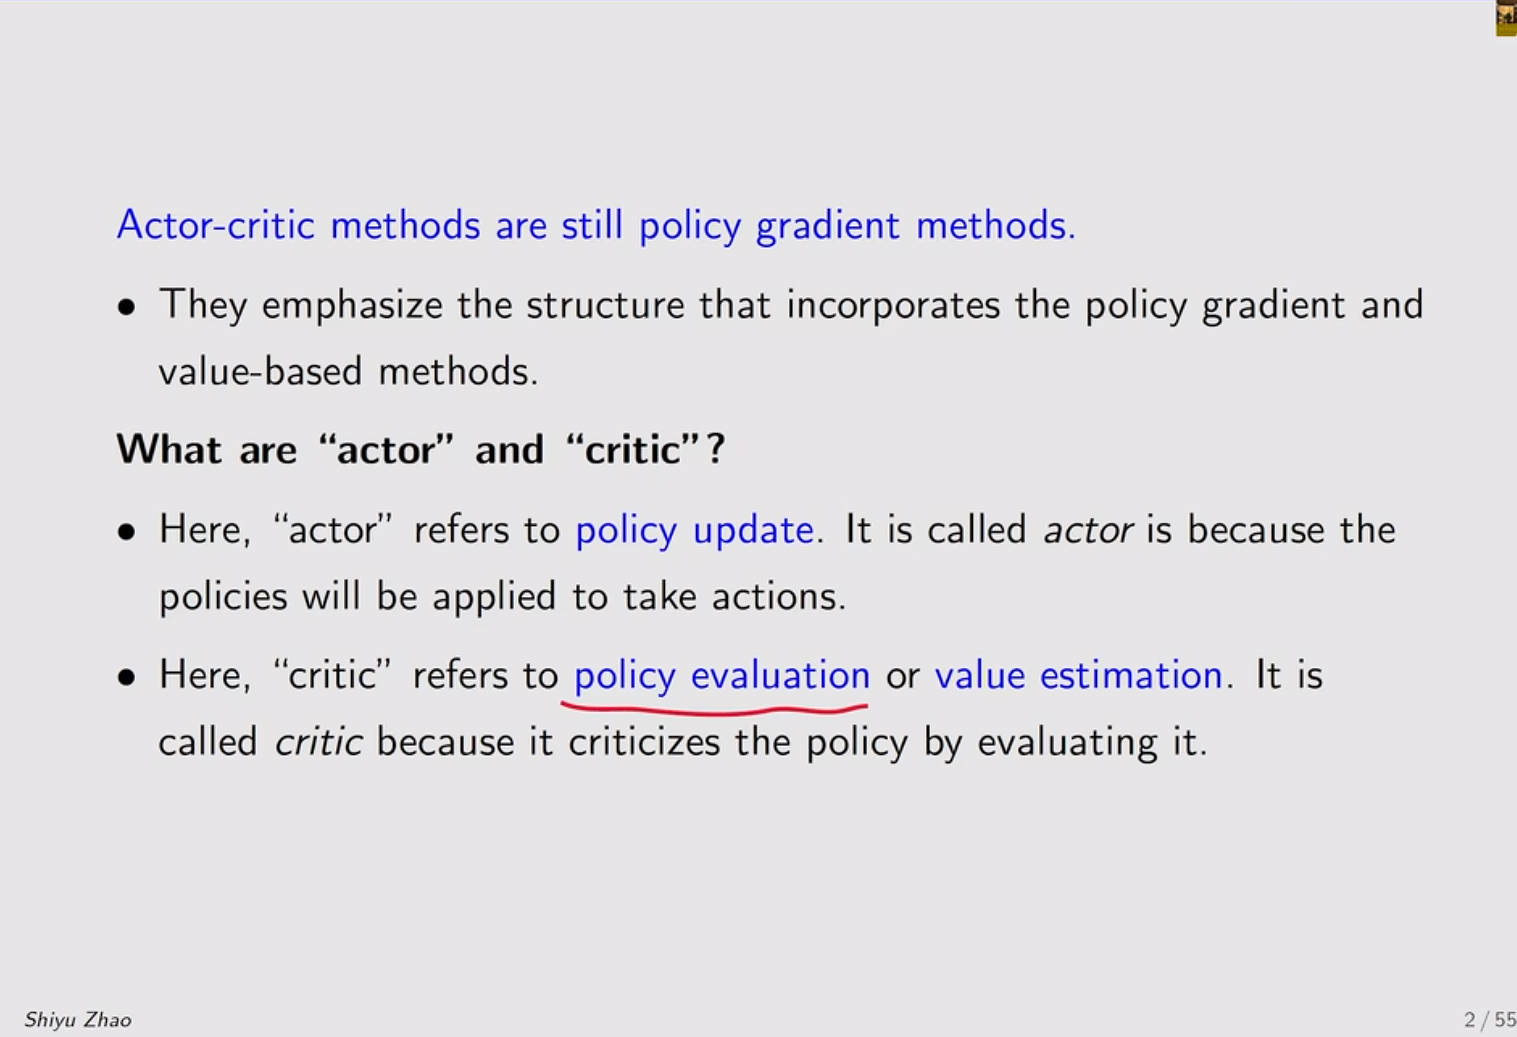 Actor-critic methods are still policy gradient methods.
• They emphasize the structure that incorporates the policy gradient and
value-based methods.
What are “actor” and “critic”?
• Here, “actor” refers to policy update. It is called actor is because the
policies will be applied to take actions.
• Here, “critic” refers to policy evaluation or value estimation. It is
called critic because it criticizes the policy by evaluating it.
Shiyu Zhao
2 / 55